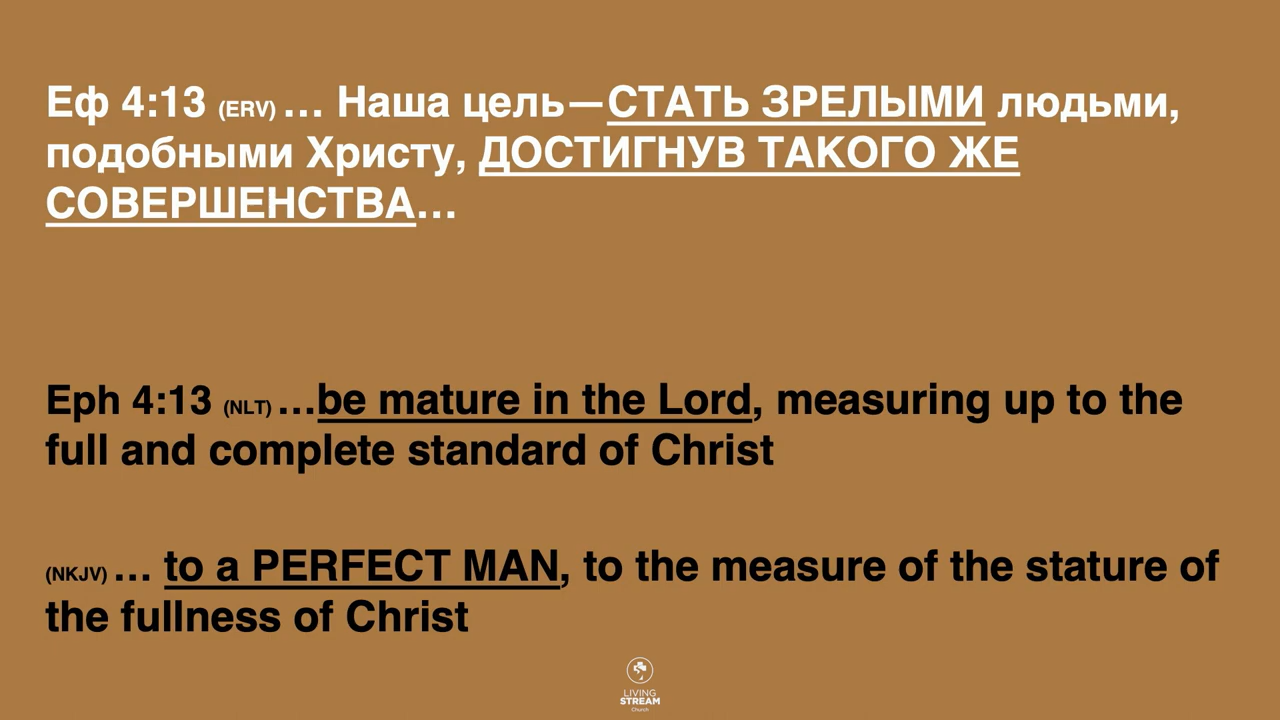 Еф 4:13 (ERV) ... Наша цель—СТАТЬ ЗРЕЛЫМИ людьми,
подобными Христу, ДОСТИГНУВ ТАКОГО ЖЕ
СОВЕРШЕНСТВА...
Eph 4:13 (NLT) ...be mature in the Lord, measuring up to the
full and complete standard of Christ
(NKJV) ... to a PERFECT MAN, to the measure of the stature of
the fullness of Christ
LIVING
STREAM
Church